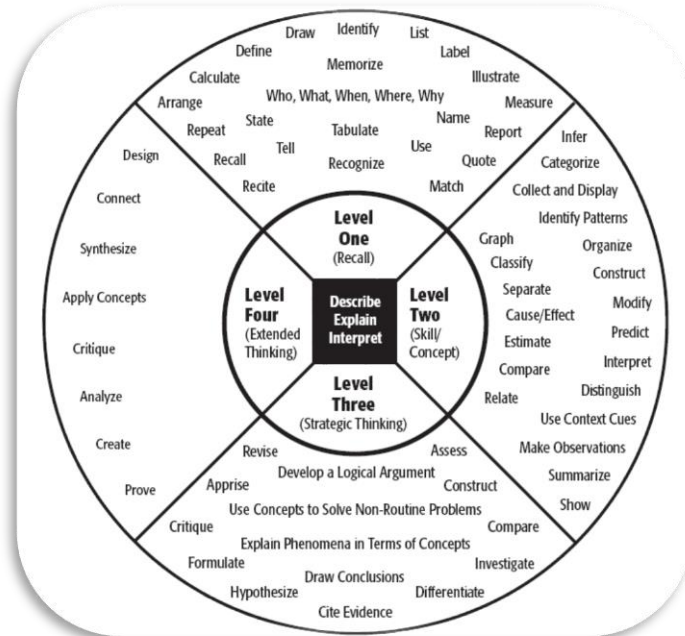 Draw
Identify
List
Define
Label
Memorize
Calculate
Illustrate
Arrange
Who, What, When, Where, Why
Measure
Repeat
State
Tabulate
Name
Report
Recall
Tell
Recognize
Use
Quote
Recite
Match
Level
One
(Recall)
Infer
Categorize
Collect and Display
Identify Patterns
Graph
Organize
Classify
Construct
Separate
Modify
Cause/Effect
Predict
Estimate
Interpret
Compare
Distinguish
Relate
Use Context Cues
Make Observations
Summarize
Show
Level
Two
(Skill/
Concept)
Describe
Explain
Interpret
Level
Three
(Strategic Thinking)
Revise
Assess
Develop a Logical Argument
Apprise
Construct
Use Concepts to Solve Non-Routine Problems
Critique
Compare
Explain Phenomena in Terms of Concepts
Formulate
Investigate
Draw Conclusions
Hypothesize
Differentiate
Cite Evidence
Level
Four
(Extended
Thinking)
Design
Connect
Synthesize
Apply Concepts
Critique
Analyze
Create
Prove